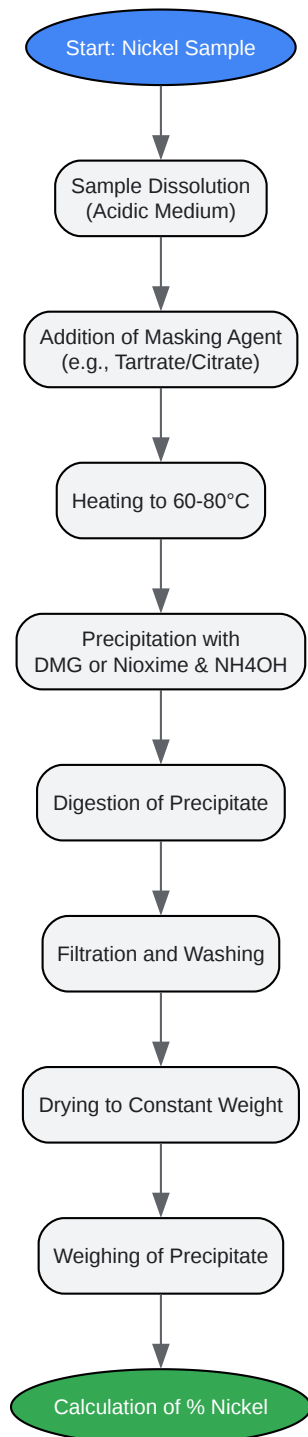 Start: Nickel Sample
Sample Dissolution
(Acidic Medium)
Addition of Masking Agent
(e.g., Tartrate/Citrate)
Heating to 60-80°C
Precipitation with
DMG or Nioxime & NH4OH
Digestion of Precipitate
Filtration and Washing
Drying to Constant Weight
Weighing of Precipitate
Calculation of % Nickel